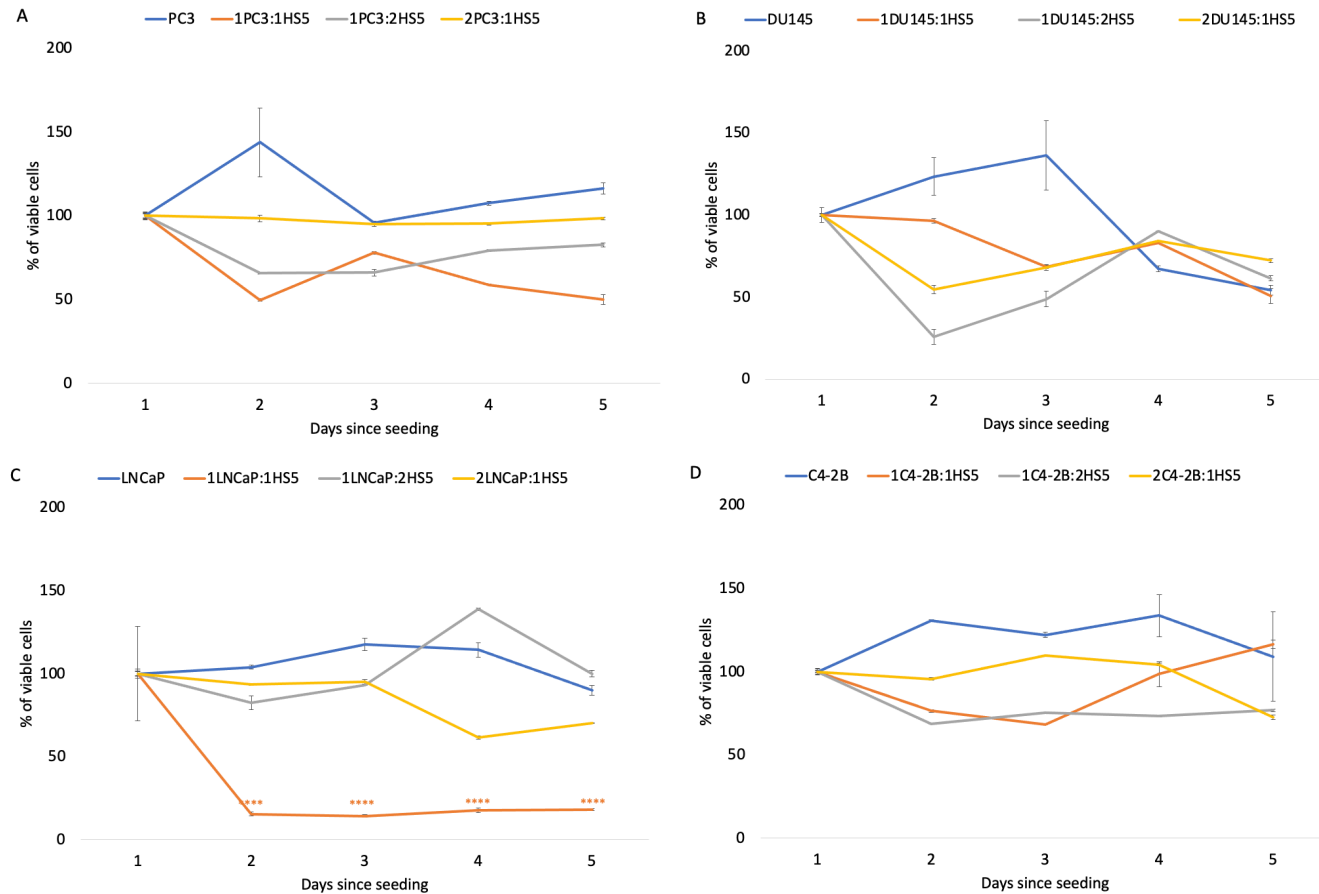 A
PC3 1PC3:1HS5 1PC3:2HS5 2PC3:1HS5
200
150
100
50
0
% of viable cells
1 2 3 4 5
Days since seeding
B
DU145 1DU145:1HS5 1DU145:2HS5 2DU145:1HS5
200
150
100
50
0
% of viable cells
1 2 3 4 5
Days since seeding
C
LNCaP 1LNCaP:1HS5 1LNCaP:2HS5 2LNCaP:1HS5
200
150
100
50
0
% of viable cells
**** **** **** ****
1 2 3 4 5
Days since seeding
D
C4-2B 1C4-2B:1HS5 1C4-2B:2HS5 2C4-2B:1HS5
200
150
100
50
0
% of viable cells
1 2 3 4 5
Days since seeding